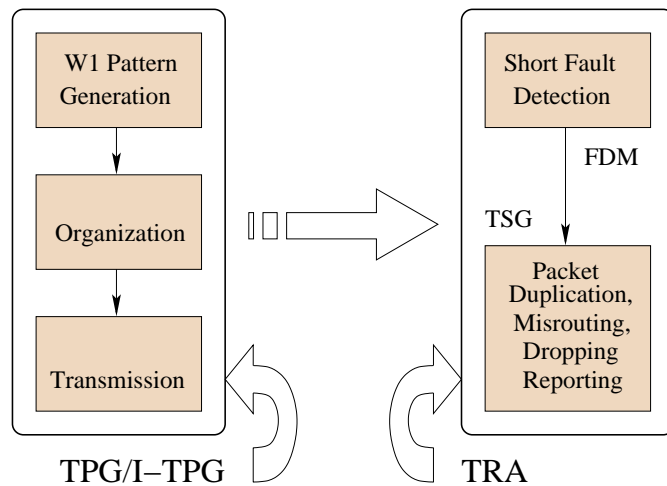 W1 Pattern
Generation
Organization
Transmission
TPG/I–TPG
Short Fault
Detection
FDM
TSG
Packet
Duplication,
Misrouting,
Dropping
Reporting
TRA